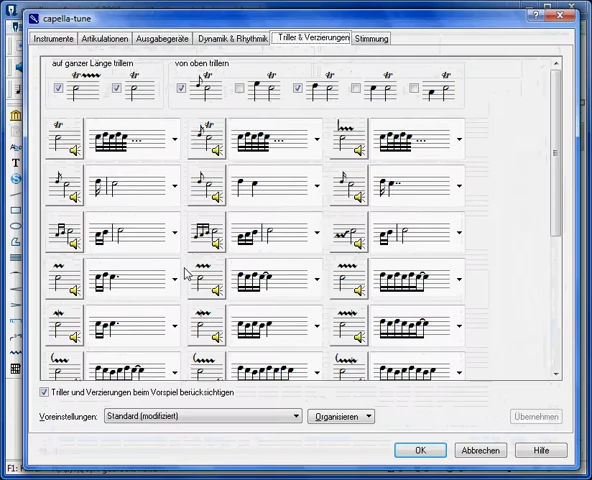 capella-tune
Instrumente Artikulationen Ausgabegeräte Dynamik & Rhythmik Triller & Verzierungen Stimmung
auf ganzer Länge trillern von oben trillern
Triller und Verzierungen beim Vorspiel berücksichtigen
Voreinstellungen: Standard (modifiziert) Organisieren Übernehmen
OK Abbrechen Hilfe